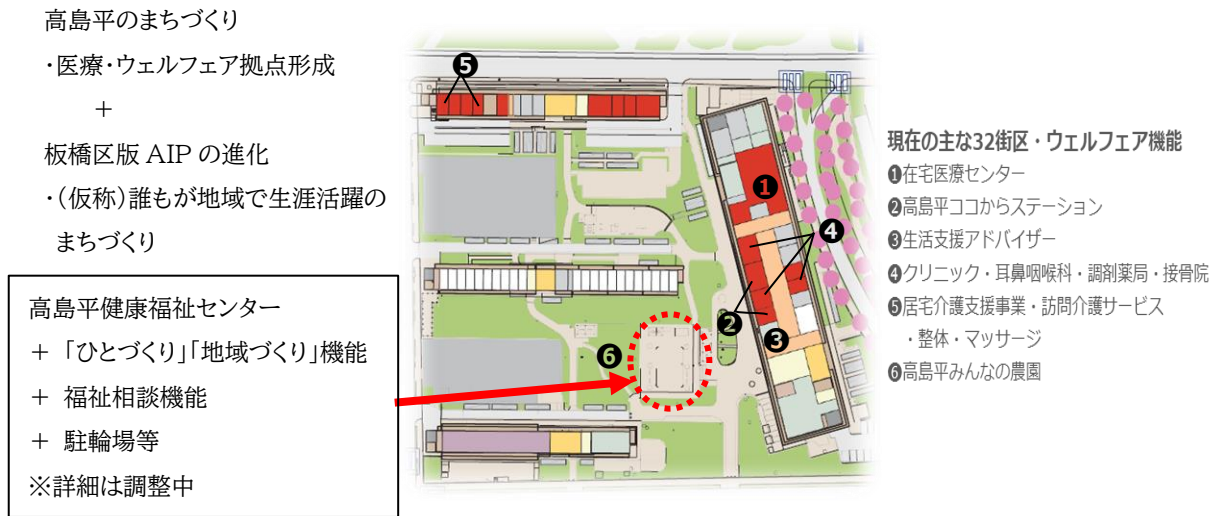 高島平のまちづくり
・医療・ウェルフェア拠点形成
+
板橋区版 AIP の進化
・(仮称)誰もが地域で生涯活躍の
まちづくり
高島平健康福祉センター
+ 「ひとづくり」「地域づくり」機能
+ 福祉相談機能
+ 駐輪場等
※詳細は調整中
❺
❶
❹
❷
❸
❻
現在の主な32街区・ウェルフェア機能
❶在宅医療センター
❷高島平ココからステーション
❸生活支援アドバイザー
❹クリニック・耳鼻咽喉科・調剤薬局・接骨院
❺居宅介護支援事業・訪問介護サービス
・整体・マッサージ
❻高島平みんなの農園